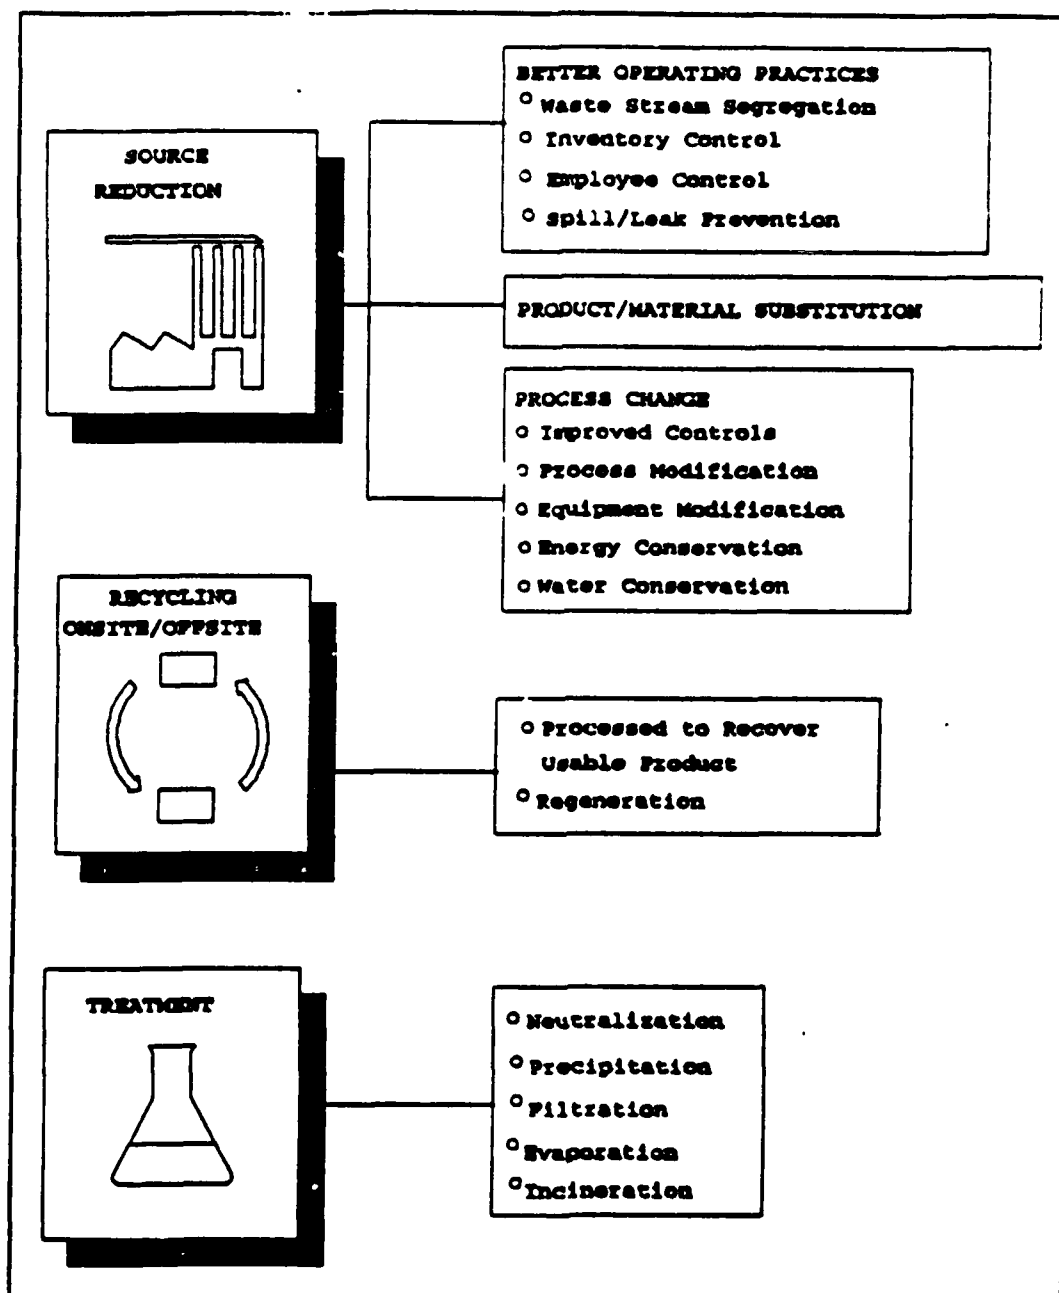 SOURCE
REDUCTION
BETTER OPERATING PRACTICES
o Waste Stream Segregation
o Inventory Control
o Employee Control
o Spill/Leak Prevention
PRODUCT/MATERIAL SUBSTITUTION
PROCESS CHANGE
o Improved Controls
o Process Modification
o Equipment Modification
o Energy Conservation
o Water Conservation
RECYCLING
ONSITE/OFFSITE
o Processed to Recover
Usable Product
o Regeneration
TREATMENT
o Neutralization
o Precipitation
o Filtration
o Evaporation
o Incineration